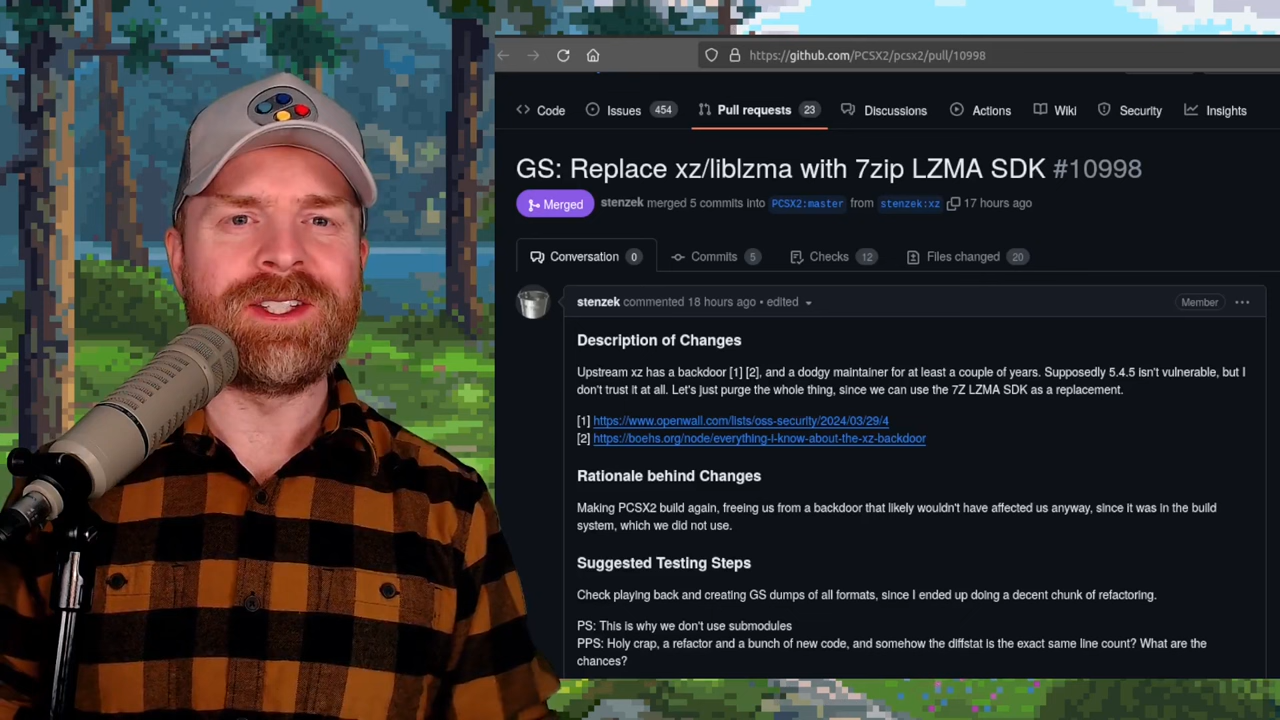 https://github.com/PCSX2/pcsx2/pull/10998
Code Issues 454 Pull requests 23 Discussions Actions Wiki Security Insights
GS: Replace xz/liblzma with 7zip LZMA SDK #10998
Merged stenzek merged 5 commits into PCSX2:master from stenzek:xz 17 hours ago
Conversation 0 Commits 5 Checks 12 Files changed 20
stenzek commented 18 hours ago • edited Member
Description of Changes
Upstream xz has a backdoor [1] [2], and a dodgy maintainer for at least a couple of years. Supposedly 5.4.5 isn't vulnerable, but I
don't trust it at all. Let's just purge the whole thing, since we can use the 7Z LZMA SDK as a replacement.
[1] https://www.openwall.com/lists/oss-security/2024/03/29/4
[2] https://boehs.org/node/everything-i-know-about-the-xz-backdoor
Rationale behind Changes
Making PCSX2 build again, freeing us from a backdoor that likely wouldn't have affected us anyway, since it was in the build
system, which we did not use.
Suggested Testing Steps
Check playing back and creating GS dumps of all formats, since I ended up doing a decent chunk of refactoring.
PS: This is why we don't use submodules
PPS: Holy crap, a refactor and a bunch of new code, and somehow the diffstat is the exact same line count? What are the
chances?